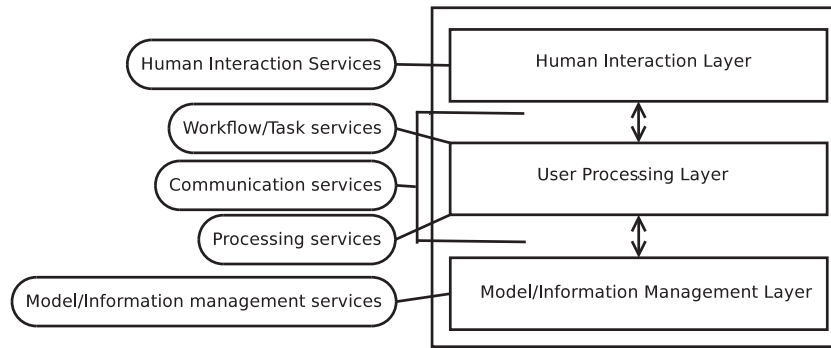 Human Interaction Services
Human Interaction Layer
Workflow/Task services
Communication services
User Processing Layer
Processing services
Model/Information management services
Model/Information Management Layer